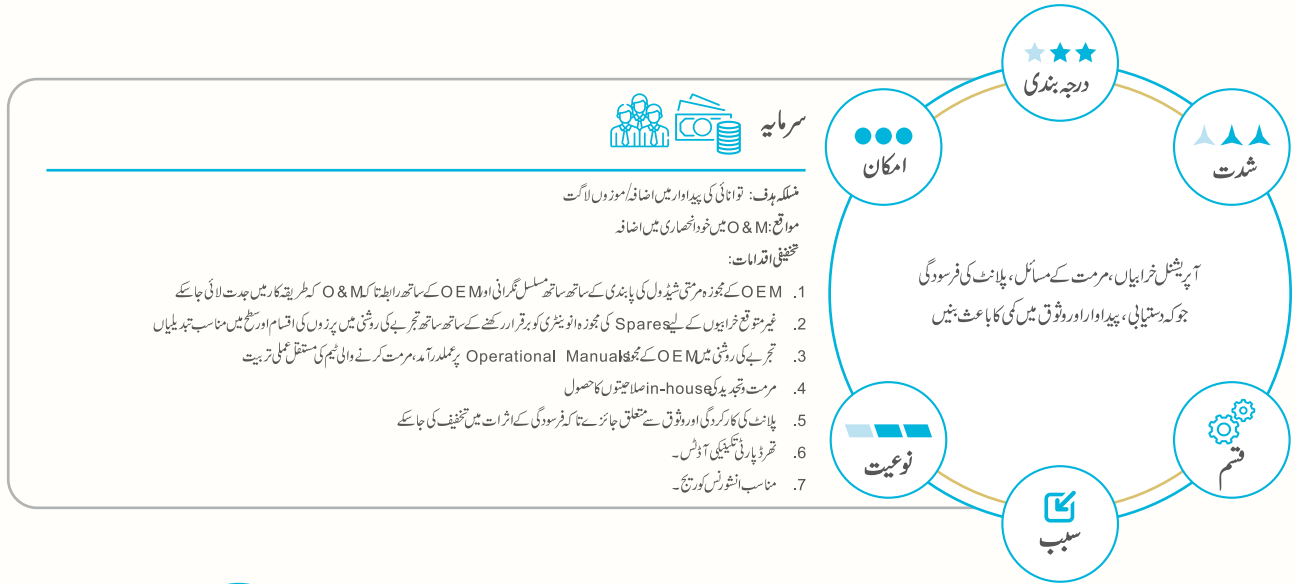 درجہ بندی
شدت
امکان
آپریشنل خرابیاں، مرمت کے مسائل، پلانٹ کی فرسودگی
جو کہ دستیابی، پیداوار اور وثوق میں کمی کا باعث بنیں
قسم
نوعیت
سبب
سرمایہ
منسلکہ ہدف: توانائی کی پیداوار میں اضافہ/موزوں لاگت
مواقع: O & M میں خود انحصاری میں اضافہ
تخفیفی اقدامات:
1. OEM کے مجوزہ مرمتی شیڈول کی پابندی کے ساتھ ساتھ مسلسل نگرانی اور OEM کے ساتھ رابطہ تاکہ O & M کہ طریقہ کار میں جدت لائی جاسکے
2. غیر متوقع خرابیوں کے لیے Spares کی مجوزہ انوینٹری کو برقرار رکھنے کے ساتھ ساتھ تجربے کی روشنی میں پرزوں کی اقسام اور سطح میں مناسب تبدیلیاں
3. تجربے کی روشنی میں OEM کے مجوزہ Operational Manuals پر عملدرآمد، مرمت کرنے والی ٹیم کی مستقل عملی تربیت
4. مرمت و تجدید کی in-house صلاحیتوں کا حصول
5. پلانٹ کی کارکردگی اور وثوق سے متعلق جائزے تاکہ فرسودگی کے اثرات میں تخفیف کی جاسکے
6. تھرڈ پارٹی تکنیکی آڈٹس۔
7. مناسب انشورنس کوریج۔